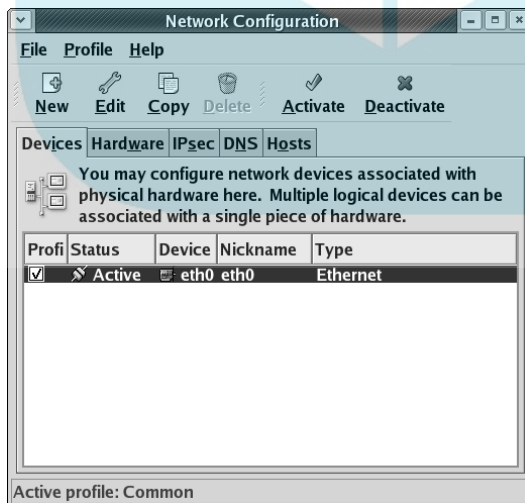 Network Configuration
File Profile Help
New Edit Copy Delete Activate Deactivate
Devices Hardware IPsec DNS Hosts
You may configure network devices associated with
physical hardware here. Multiple logical devices can be
associated with a single piece of hardware.
Profi Status Device Nickname Type
Active eth0 eth0 Ethernet
Active profile: Common